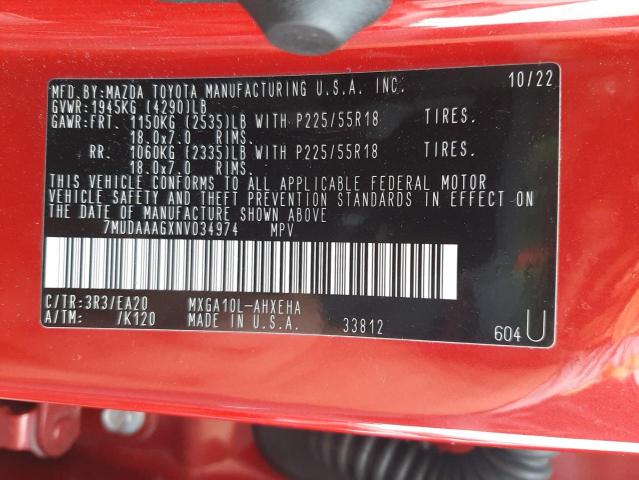 MFD.BY:MAZDA TOYOTA MANUFACTURING U.S.A. INC. 10/22
GVWR:1945KG (4290)LB
GAWR:FRT. 1150KG (2535)LB WITH P225/55R18 TIRES.
18.0x7.0 RIMS.
RR. 1060KG (2335)LB WITH P225/55R18 TIRES.
18.0x7.0 RIMS.
THIS VEHICLE CONFORMS TO ALL APPLICABLE FEDERAL MOTOR
VEHICLE SAFETY AND THEFT PREVENTION STANDARDS IN EFFECT ON
THE DATE OF MANUFACTURE SHOWN ABOVE
7MUDAAAGXNV034974 MPV
C/TR:3R3/EA20 MXGA10L-AHXEHA
A/TM: /K120 MADE IN U.S.A. 33812
604 U